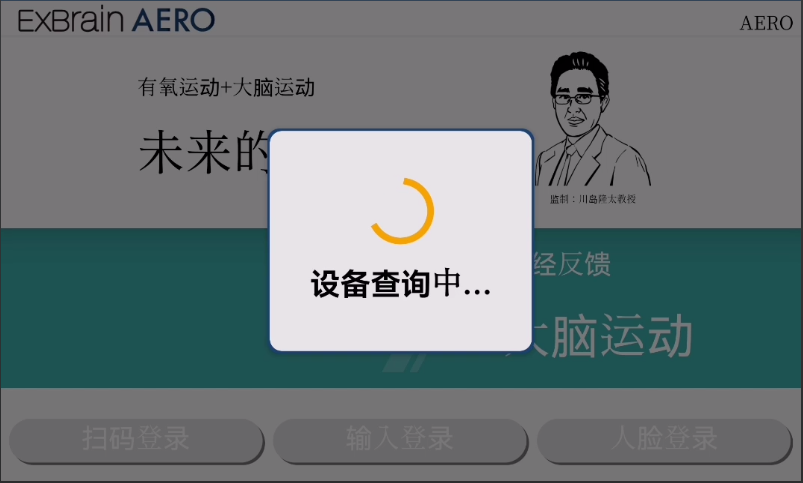 ExBrain AERO
AERO
有氧运动+大脑运动
未来的
监制：川岛隆太教授
设备查询中...
经反馈
大脑运动
扫码登录
输入登录
人脸登录